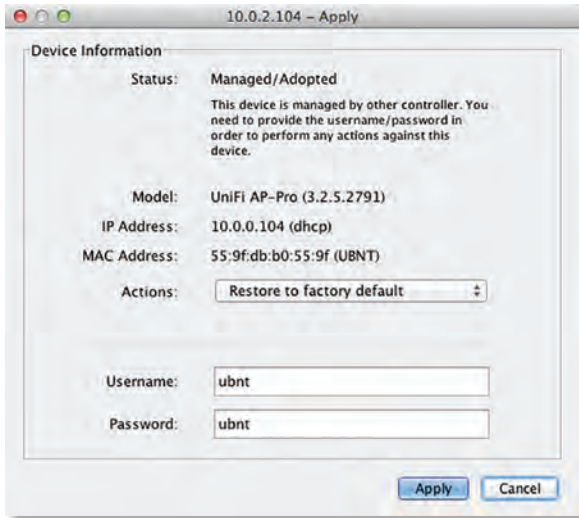 10.0.2.104 – Apply
Device Information
Status: Managed/Adopted
This device is managed by other controller. You
need to provide the username/password in
order to perform any actions against this
device.
Model: UniFi AP-Pro (3.2.5.2791)
IP Address: 10.0.0.104 (dhcp)
MAC Address: 55:9f:db:b0:55:9f (UBNT)
Actions: Restore to factory default
Username: ubnt
Password: ubnt
Apply Cancel